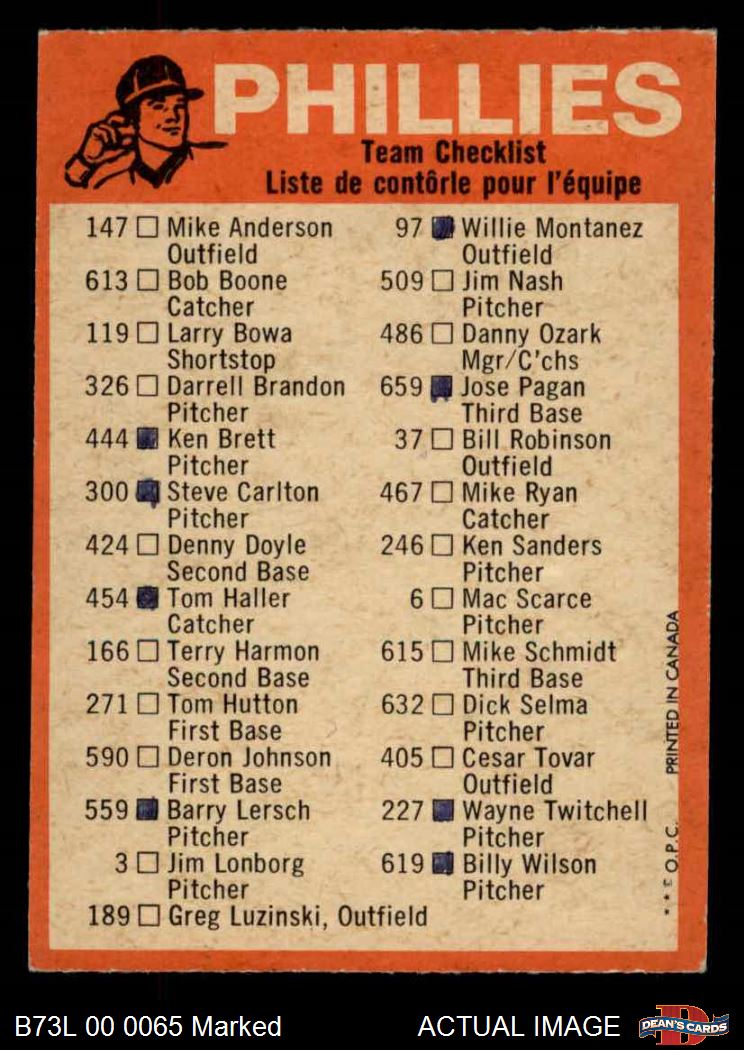 PHILLIES
Team Checklist
Liste de contôrle pour l'équipe
147 Mike Anderson
Outfield
613 Bob Boone
Catcher
119 Larry Bowa
Shortstop
326 Darrell Brandon
Pitcher
444 Ken Brett
Pitcher
300 Steve Carlton
Pitcher
424 Denny Doyle
Second Base
454 Tom Haller
Catcher
166 Terry Harmon
Second Base
271 Tom Hutton
First Base
590 Deron Johnson
First Base
559 Barry Lersch
Pitcher
3 Jim Lonborg
Pitcher
189 Greg Luzinski, Outfield
97 Willie Montanez
Outfield
509 Jim Nash
Pitcher
486 Danny Ozark
Mgr/C'chs
659 Jose Pagan
Third Base
37 Bill Robinson
Outfield
467 Mike Ryan
Catcher
246 Ken Sanders
Pitcher
6 Mac Scarce
Pitcher
615 Mike Schmidt
Third Base
632 Dick Selma
Pitcher
405 Cesar Tovar
Outfield
227 Wayne Twitchell
Pitcher
619 Billy Wilson
Pitcher
* * © O.P.C. PRINTED IN CANADA
B73L 00 0065 Marked
ACTUAL IMAGE
D
DEAN'S CARDS